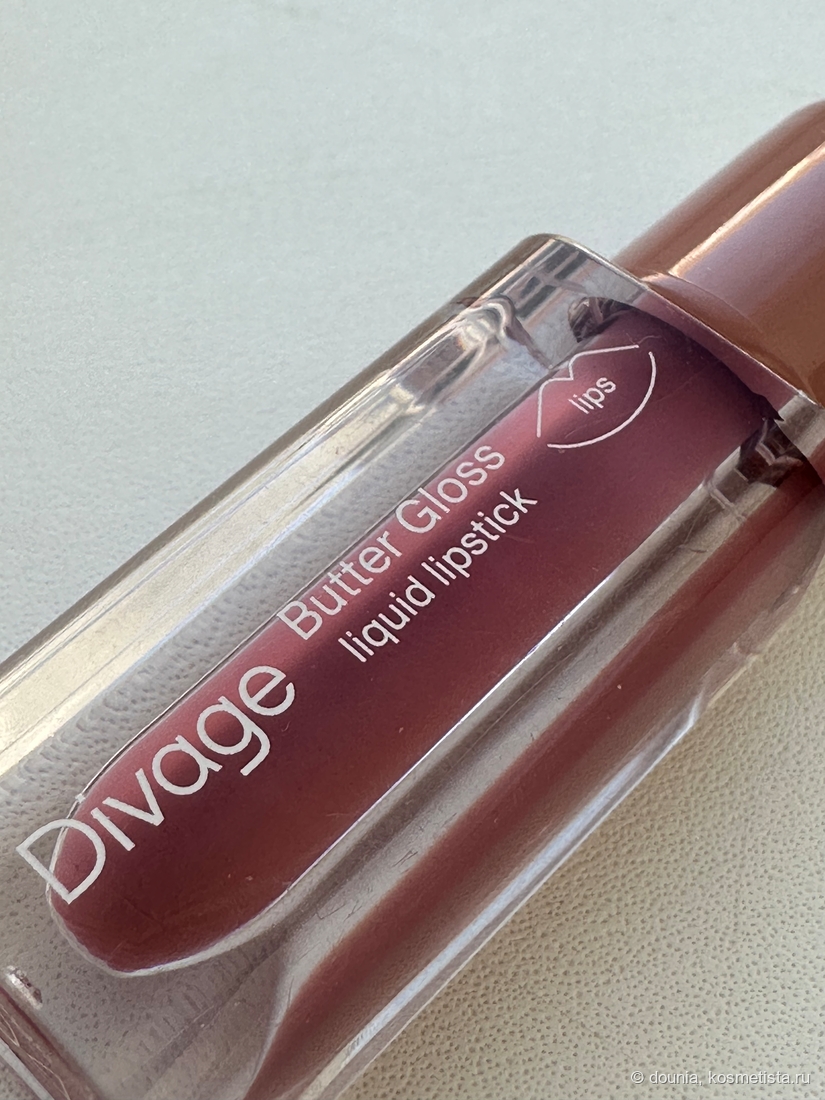 Divage
Butter Gloss
liquid lipstick
lips
© dounia, kosmetista.ru